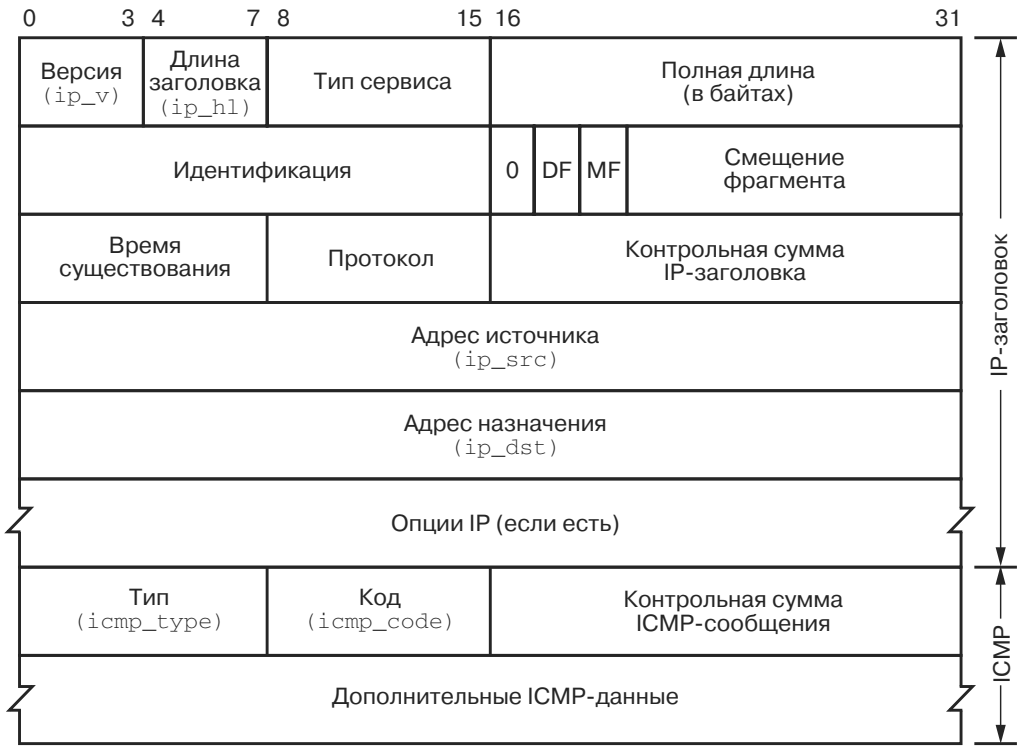 0 3 4 7 8 15 16 31
Версия
(ip_v)
Длина
заголовка
(ip_hl)
Тип сервиса
Полная длина
(в байтах)
Идентификация
0
DF
MF
Смещение
фрагмента
Время
существования
Протокол
Контрольная сумма
IP-заголовка
Адрес источника
(ip_src)
Адрес назначения
(ip_dst)
Опции IP (если есть)
IP-заголовок
Тип
(icmp_type)
Код
(icmp_code)
Контрольная сумма
ICMP-сообщения
Дополнительные ICMP-данные
ICMP